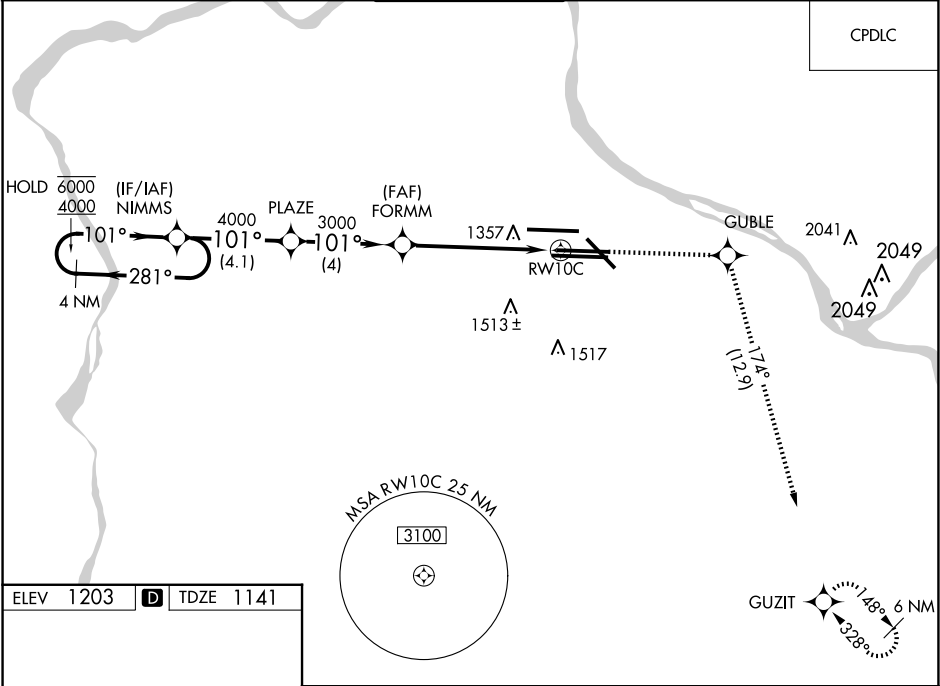 CPDLC
HOLD 6000
4000
(IF/IAF)
NIMMS
101°
281°
4 NM
4000
101°
(4.1)
PLAZE
3000
101°
(4)
(FAF)
FORMM
1357
RW10C
1513 ±
1517
GUBLE
2041
2049
2049
174°
(12.9)
MSA RW10C 25 NM
3100
GUZIT
148°
328°
6 NM
ELEV 1203 D TDZE 1141